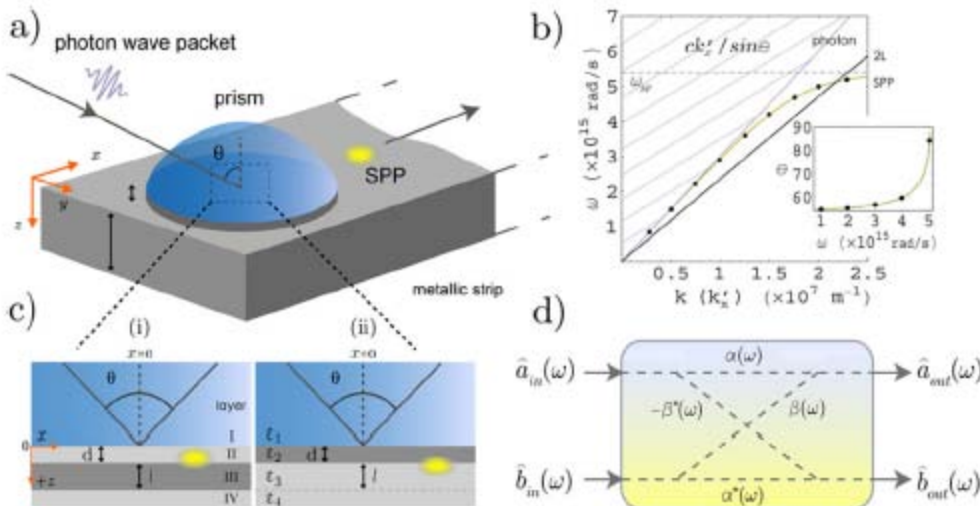 a)
photon wave packet
prism
θ
SPP
x
y
z
metallic strip
b)
7
6
5
4
3
2
1
0
ω (×10¹⁵ rad/s)
ck'ₓ/sinΘ
photon
2L
SPP
ω_sp
90
80
70
60
Θ
1 2 3 4 5
ω (×10¹⁵ rad/s)
0.5 1 1.5 2 2.5
k (k'ₓ) (×10⁷ m⁻¹)
c)
(i)
x=0
θ
layer
I
0
x
d
II
l
III
+z
IV
(ii)
x=0
θ
ε₁
ε₂
d
ε₃
l
ε₄
d)
α(ω)
â_in(ω)
â_out(ω)
-β*(ω)
β(ω)
b̂_in(ω)
b̂_out(ω)
α*(ω)